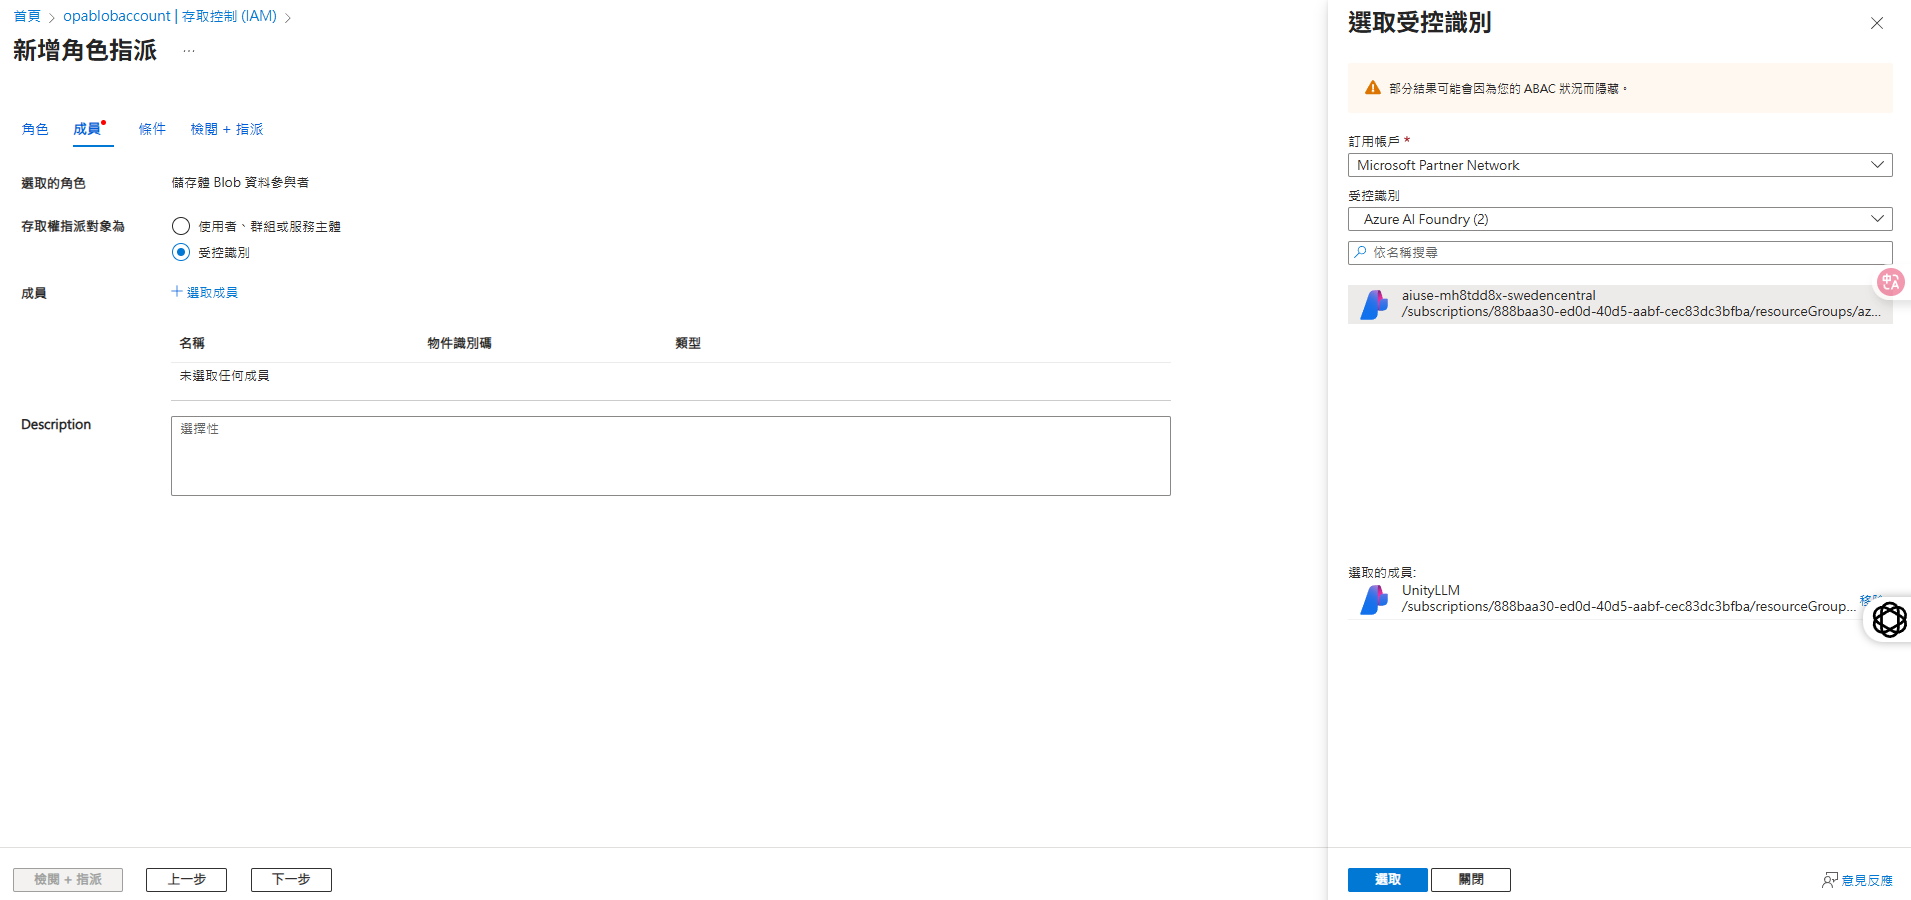 首頁 > opablobaccount | 存取控制 (IAM) >
新增角色指派 ...
角色 成員 條件 檢閱 + 指派
選取的角色 儲存體 Blob 資料參與者
存取權指派對象為 使用者、群組或服務主體
受控識別
成員 + 選取成員
名稱 物件識別碼 類型
未選取任何成員
Description 選擇性
檢閱 + 指派 上一步 下一步
選取受控識別
部分結果可能會因為您的 ABAC 狀況而隱藏。
訂用帳戶 *
Microsoft Partner Network
受控識別
Azure AI Foundry (2)
依名稱搜尋
aiuse-mh8tdd8x-swedencentral
/subscriptions/888baa30-ed0d-40d5-aabf-cec83dc3bfba/resourceGroups/az...
選取的成員:
UnityLLM
/subscriptions/888baa30-ed0d-40d5-aabf-cec83dc3bfba/resourceGroup...
選取 關閉 意見反應